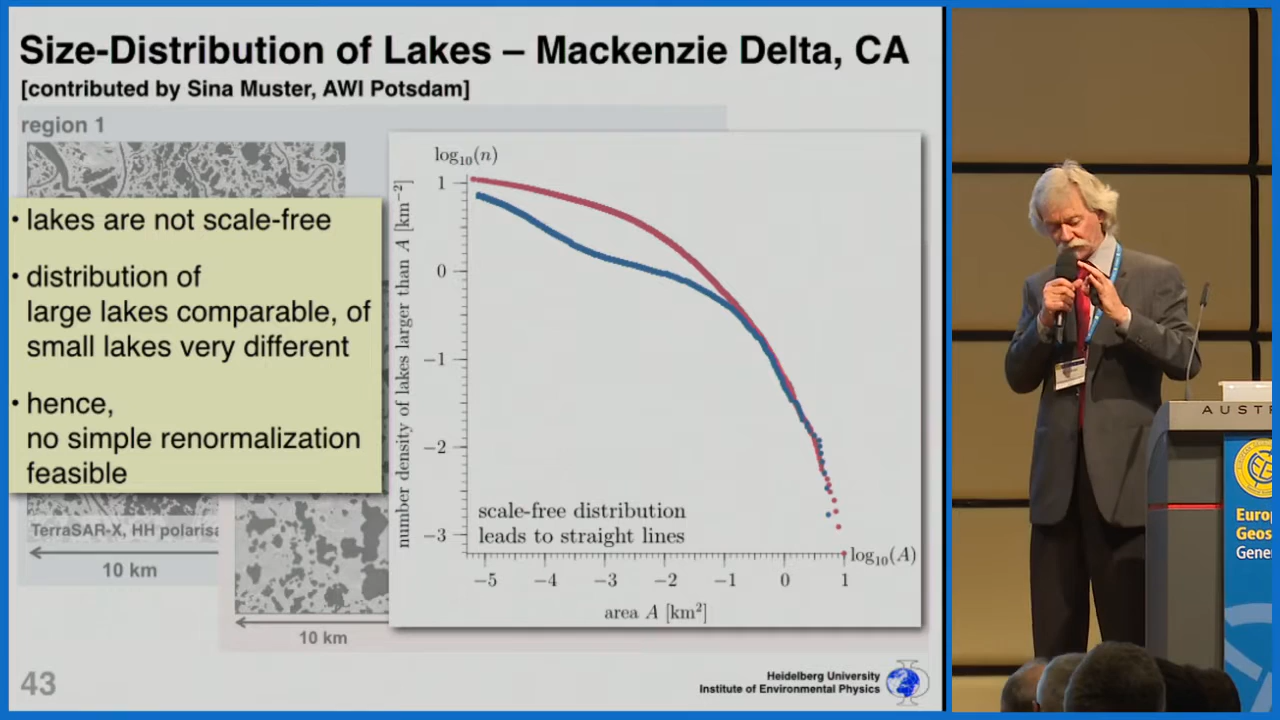 Size-Distribution of Lakes – Mackenzie Delta, CA
[contributed by Sina Muster, AWI Potsdam]
region 1
• lakes are not scale-free
• distribution of
large lakes comparable, of
small lakes very different
• hence,
no simple renormalization
feasible
TerraSAR-X, HH polarisa
10 km
10 km
log₁₀(n)
number density of lakes larger than A [km⁻²]
1
0
−1
−2
−3
scale-free distribution
leads to straight lines
log₁₀(A)
−5 −4 −3 −2 −1 0 1
area A [km²]
43
Heidelberg University
Institute of Environmental Physics
AUST
Europ
Geos
Gene